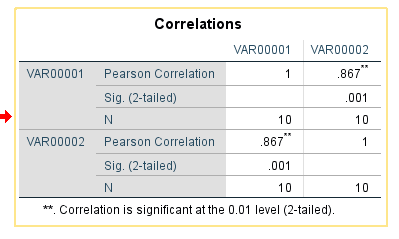 Correlations
VAR00001 VAR00002
VAR00001 Pearson Correlation 1 .867**
Sig. (2-tailed) .001
N 10 10
VAR00002 Pearson Correlation .867** 1
Sig. (2-tailed) .001
N 10 10
**. Correlation is significant at the 0.01 level (2-tailed).